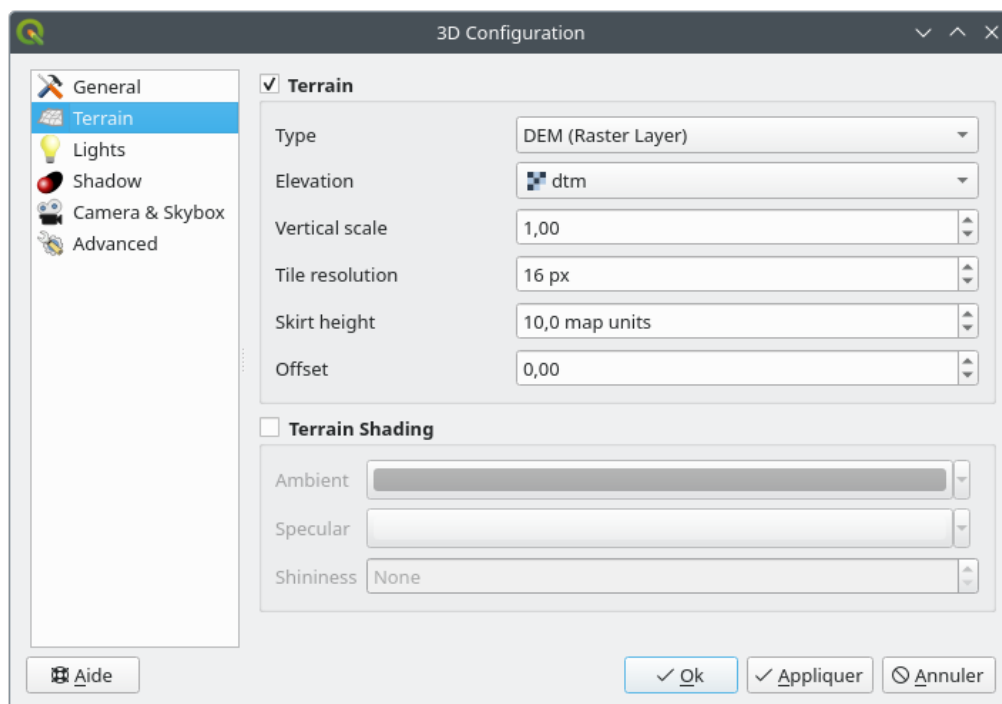 3D Configuration
General
Terrain
Lights
Shadow
Camera & Skybox
Advanced
Terrain
Type DEM (Raster Layer)
Elevation dtm
Vertical scale 1,00
Tile resolution 16 px
Skirt height 10,0 map units
Offset 0,00
Terrain Shading
Ambient
Specular
Shininess None
Aide
Ok
Appliquer
Annuler